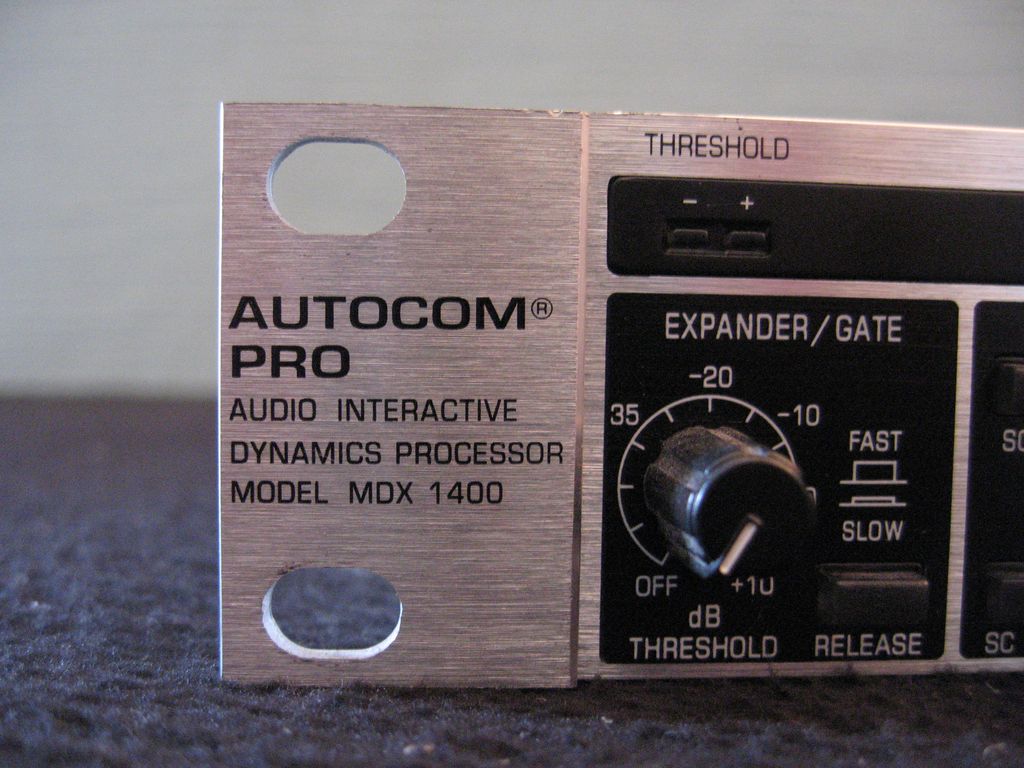 THRESHOLD
- +
AUTOCOM®
PRO
AUDIO INTERACTIVE
DYNAMICS PROCESSOR
MODEL MDX 1400
EXPANDER/GATE
-20
35
-10
OFF
dB
THRESHOLD
FAST
SLOW
RELEASE
SC